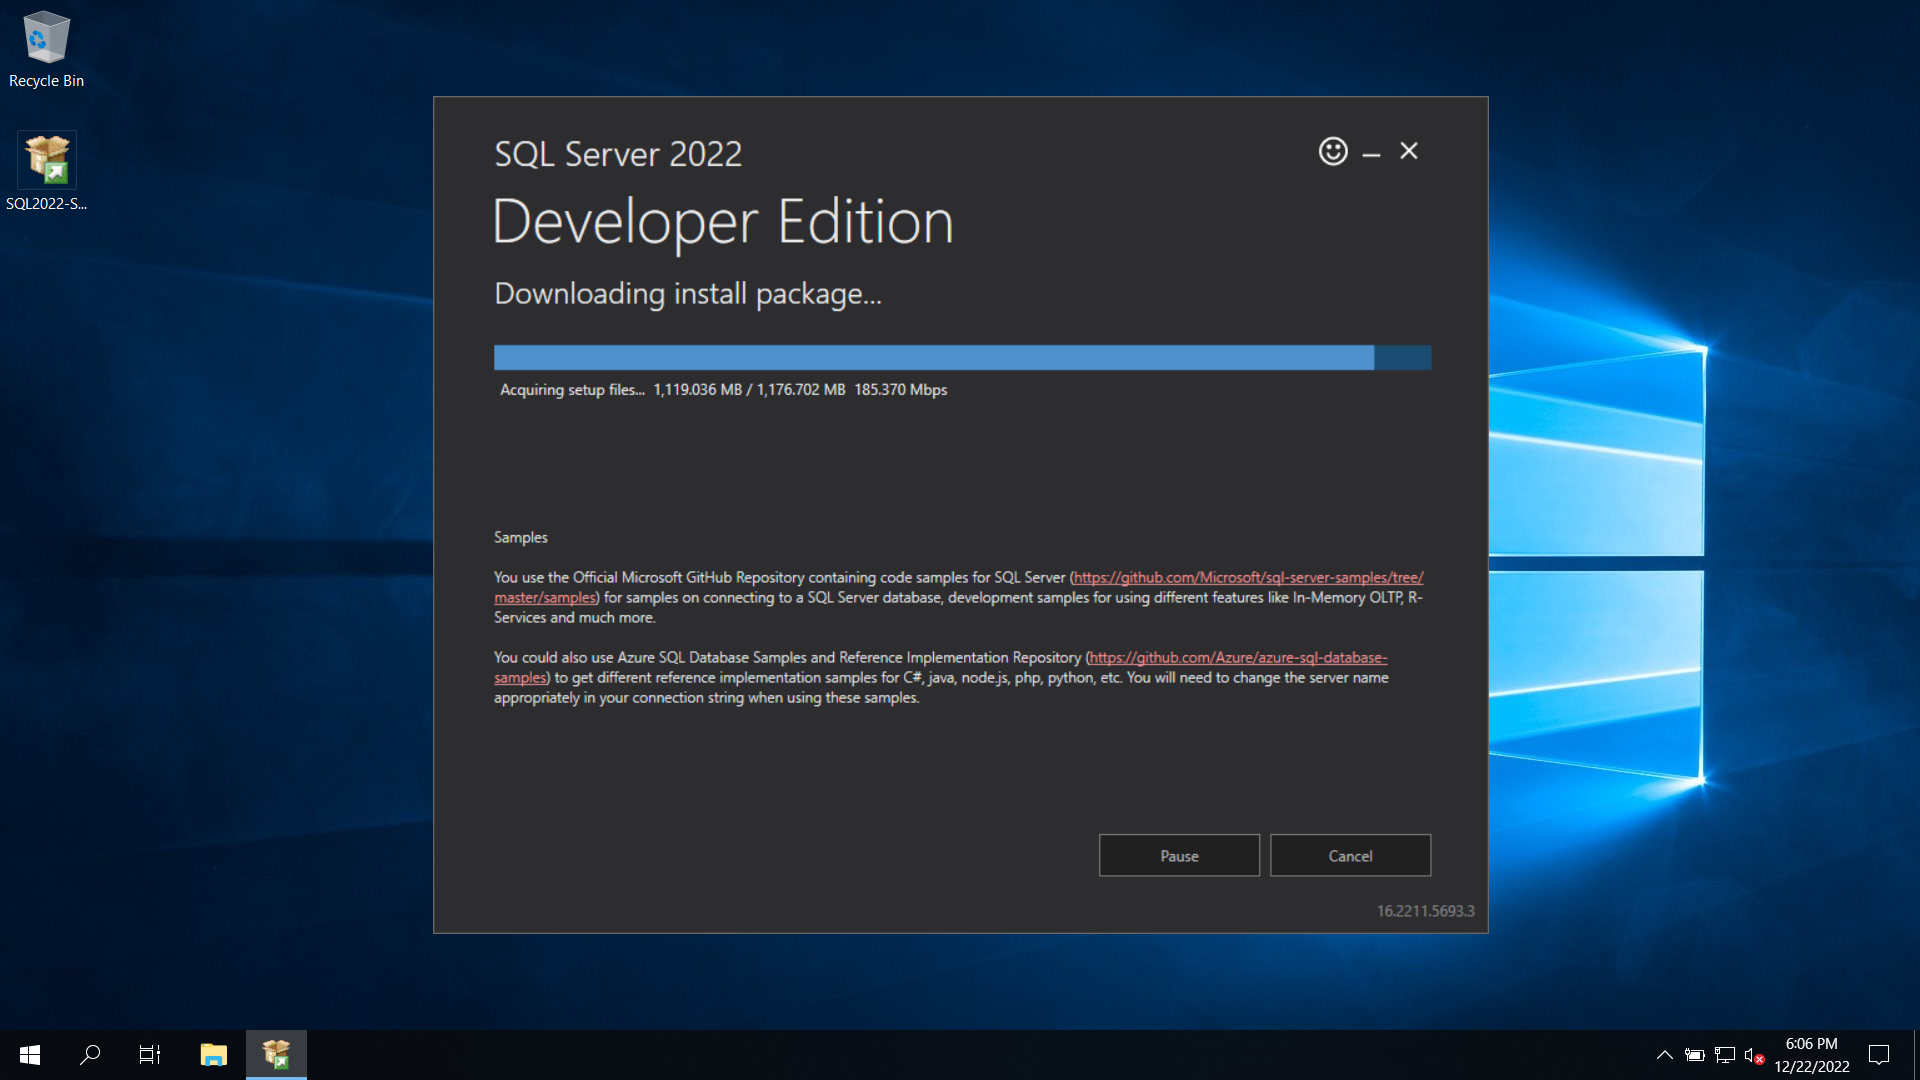 Recycle Bin
SQL2022-S...
SQL Server 2022
Developer Edition
Downloading install package...
Acquiring setup files... 1,119.036 MB / 1,176.702 MB 185.370 Mbps
Samples
You use the Official Microsoft GitHub Repository containing code samples for SQL Server (https://github.com/Microsoft/sql-server-samples/tree/
master/samples) for samples on connecting to a SQL Server database, development samples for using different features like In-Memory OLTP, R-
Services and much more.
You could also use Azure SQL Database Samples and Reference Implementation Repository (https://github.com/Azure/azure-sql-database-
samples) to get different reference implementation samples for C#, java, node.js, php, python, etc. You will need to change the server name
appropriately in your connection string when using these samples.
Pause
Cancel
16.2211.5693.3
6:06 PM
12/22/2022